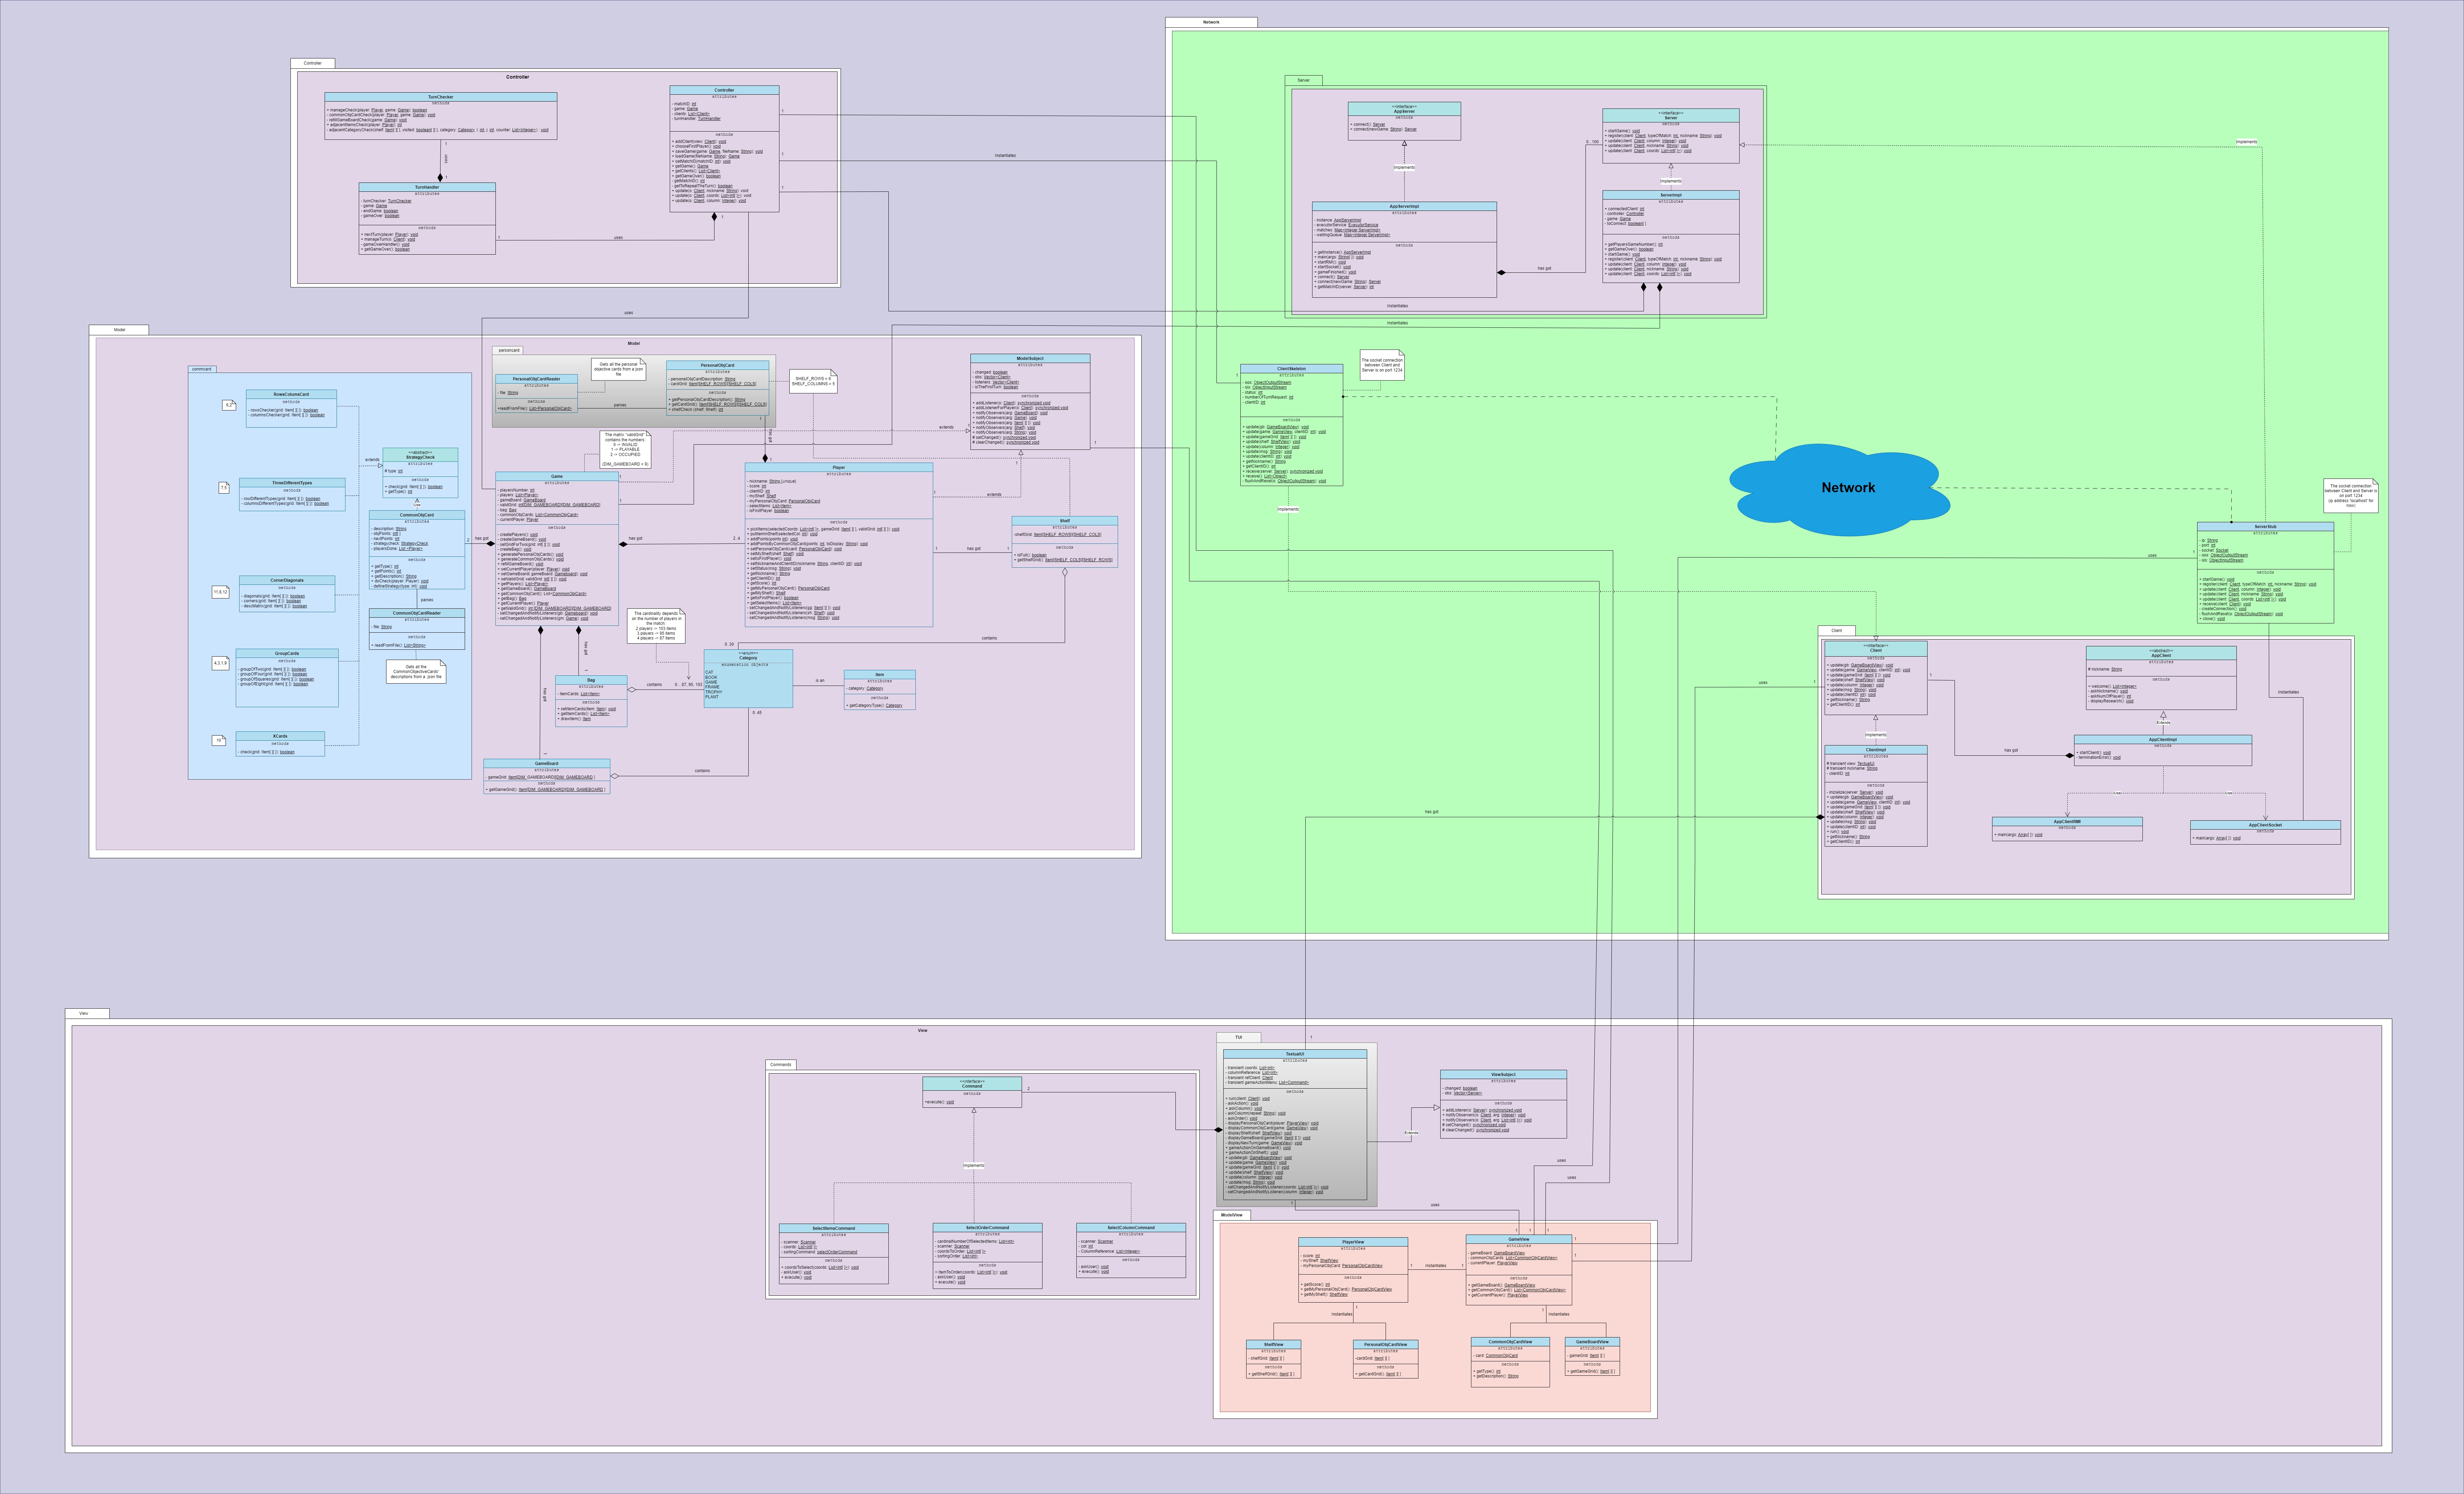 Network
Controller
Controller
TurnChecker
methods
+ manageCheck(player: Player, game: Game): boolean
- commonObjCardCheck(player: Player, game: Game): void
- refillGameBoardCheck(game: Game): void
+ adjacentItemsCheck(player: Player): int
- adjacentCategoryCheck(shelf: Item[ ][ ], visited: boolean[ ][ ], category: Category, i: int, j: int, counter: List<Integer>): void
1
uses
1
TurnHandler
attributes
- turnChecker: TurnChecker
- game: Game
- endGame: boolean
- gameOver: boolean
methods
+ nextTurn(player: Player): void
+ manageTurn(c: Client): void
- gameOverHandler(): void
+ getGameOver(): boolean
1
uses
1
Controller
attributes
- matchID: int
- game: Game
- clients: List<Client>
- turnHandler: TurnHandler
methods
+ addClient(view: Client): void
+ chooseFirstPlayer(): void
+ saveGame(game: Game, fileName: String): void
+ loadGame(fileName: String): Game
+ setMatchID(matchID: int): void
+ getGame(): Game
+ getClients(): List<Client>
+ getGameOver(): boolean
- getMatchID(): int
- getToRepeatTheTurn(): boolean
+ update(o: Client, nickname: String): void
+ update(o: Client, coords: List<int[ ]>): void
+ update(o: Client, column: Integer): void
1
1
1
instantiates
instantiates
instantiates
uses
Server
<<interface>>
AppServer
methods
+ connect(): Server
+ connect(newGame: String): Server
implements
AppServerImpl
attributes
- instance: AppServerImpl
- executorService: ExecutorService
- matches: Map<Integer,ServerImpl>
- waitingQueue: Map<Integer,ServerImpl>
methods
+ getInstance(): AppServerImpl
+ main(args: String[ ]): void
+ startRMI(): void
+ startSocket(): void
+ gameFinished(): void
+ connect(): Server
+ connect(newGame: String): Server
+ getMatchID(server: Server): int
has got
0..100
<<interface>>
Server
methods
+ startGame(): void
+ register(client: Client, typeOfMatch: int, nickname: String): void
+ update(client: Client, column: Integer): void
+ update(client: Client, nickname: String): void
+ update(client: Client, coords: List<int[ ]>): void
implements
implements
ServerImpl
attributes
+ connectedClient: int
- controller: Controller
- game: Game
- toConnect: boolean[ ]
methods
+ getPlayersGameNumber(): int
+ getGameOver(): boolean
+ startGame(): void
+ register(client: Client, typeOfMatch: int, nickname: String): void
+ update(client: Client, column: Integer): void
+ update(client: Client, nickname: String): void
+ update(client: Client, coords: List<int[ ]>): void
Model
Model
commcard
RowsColumsCard
methods
- rowsChecker(grid: Item[ ][ ]): boolean
- columnsChecker(grid: Item[ ][ ]): boolean
ThreeDifferentTypes
methods
- rowDifferentTypes(grid: Item[ ][ ]): boolean
- columnsDifferentTypes(grid: Item[ ][ ]): boolean
7,5
CornerDiagonals
methods
- diagonals(grid: Item[ ][ ]): boolean
- corners(grid: Item[ ][ ]): boolean
- descMatrix(grid: Item[ ][ ]): boolean
11,8,12
GroupCards
methods
- groupOfTwo(grid: Item[ ][ ]): boolean
- groupOfFour(grid: Item[ ][ ]): boolean
- groupOfSquares(grid: Item[ ][ ]): boolean
- groupOfEight(grid: Item[ ][ ]): boolean
4,3,1,9
XCards
methods
- check(grid: Item[ ][ ]): boolean
10
extends
<<abstract>>
StrategyCheck
attributes
# type: int
methods
+ check(grid: Item[ ][ ]): boolean
+ getType(): int
Use
CommonObjCard
attributes
- description: String
- objPoints: int[ ]
- nextPoints: int
- strategycheck: StrategyCheck
- playersDone: List <Player>
methods
+ getType(): int
+ getPoints(): int
+ getDescription(): String
+ doCheck(player: Player): void
- defineStrategy(type: int): void
parses
CommonObjCardReader
attributes
- file: String
methods
+ readFromFile(): List<String>
Gets all the
CommonObjectiveCards'
descriptions from a .json file
2
has got
personcard
PersonalObjCardReader
attributes
- file: String
methods
+readFromFile(): List<PersonalObjCard>
Gets all the personal
objective cards from a json
file
parses
PersonalObjCard
attributes
- personalObjCardDescription: String
- cardGrid: Item[SHELF_ROWS][SHELF_COLS]
methods
+ getPersonalObjCardDescription(): String
+ getCardGrid(): Item[SHELF_ROWS][SHELF_COLS]
+ shelfCheck (shelf: Shelf): int
SHELF_ROWS = 6
SHELF_COLUMNS = 5
The matrix "validGrid"
contains the numbers:
0 -> INVALID
1 -> PLAYABLE
2 -> OCCUPIED
(DIM_GAMEBOARD = 9)
1
has got
1
extends
ModelSubject
attributes
- changed: boolean
- obs: Vector<Client>
- listeners: Vector<Client>
- isTheFirstTurn: boolean
methods
+ addListener(c: Client): synchronized void
+ addListenerForPlayer(c: Client): synchronized void
+ notifyObservers(arg: GameBoard): void
+ notifyObservers(arg: Game): void
+ notifyObservers(arg: Item[ ][ ]): void
+ notifyObservers(arg: Shelf): void
+ notifyObservers(arg: String): void
# setChanged(): synchronized void
# clearChanged(): synchronized void
1
1
Game
attributes
- playersNumber: int
- players: List<Player>
- gameBoard: GameBoard
- validGrid: int[DIM_GAMEBOARD][DIM_GAMEBOARD]
- bag: Bag
- commonObjCards: List<CommonObjCard>
- currentPlayer: Player
methods
- createPlayers(): void
- createGameBoard(): void
- setGridForTwo(grid: int[ ][ ]): void
- createBag(): void
+ generatePersonalObjCards(): void
- generateCommonObjCards(): void
+ refillGameBoard(): void
+ setCurrentPlayer(player: Player): void
+ setGameBoard( gameBoard: Gameboard): void
+ setValidGrid( validGrid: int[ ][ ]): void
+ getPlayers(): List<Player>
+ getGameBoard(): GameBoard
+ getCommonObjCard(): List<CommonObjCard>
+ getBag(): Bag
+ getCurrentPlayer(): Player
+ getValidGrid(): int [DIM_GAMEBOARD][DIM_GAMEBOARD]
- setChangedAndNotifyListeners(gb: Gameboard): void
- setChangedAndNotifyListeners(gm: Game): void
1
1
has got
2..4
Player
attributes
- nickname: String {unique}
- score: int
- clientID: int
- myShelf: Shelf
- myPersonalObjCard: PersonalObjCard
- selectItems: List<Item>
- isFirstPlayer: boolean
methods
+ pickItems(selectedCoords: List<int[ ]>, gameGrid: Item[ ][ ], validGrid: int[ ][ ]): void
+ putItemInShelf(selectedCol: int): void
+ addPoints(points: int): void
+ addPointsByCommonObjCard(points: int, toDisplay: String): void
+ setPersonalObjCard(card: PersonalObjCard): void
+ setMyShelf(shelf: Shelf): void
+ setIsFirstPlayer(): void
+ setNicknameAndClientID(nickname: String, clientID: int): void
+ setStatus(msg: String): void
+ getNickname(): String
+ getClientID(): int
+ getScore(): int
+ getMyPersonalObjCard(): PersonalObjCard
+ getMyShelf(): Shelf
+ getIsFirstPlayer(): boolean
+ getSelectItems(): List<Item>
- setChangedAndNotifyListeners(pg: Item[ ][ ]): void
- setChangedAndNotifyListeners(sh: Shelf): void
- setChangedAndNotifyListeners(msg: String): void
1
extends
1
has got
1
Shelf
attributes
-shelfGrid: Item[SHELF_ROWS][SHELF_COLS]
methods
+ isFull(): boolean
+ getShelfGrid(): Item[SHELF_COLS][SHELF_ROWS]
contains
0..30
The cardinality depends
on the number of players in
the match
2 players -> 103 items
3 players -> 95 items
4 players -> 87 items
has got
1
has got
1
Bag
attributes
- itemCards: List<Item>
methods
+ setItemCards(item: Item): void
+ getItemCards(): List<Item>
+ drawItem(): Item
contains
<<enum>>
Category
enumeration objects
CAT
BOOK
GAME
FRAME
TROPHY
PLANT
is an
Item
attributes
- category: Category
methods
+ getCategoryType(): Category
0..45
GameBoard
attributes
- gameGrid: Item[DIM_GAMEBOARD][DIM_GAMEBOARD ]
methods
+ getGameGrid(): Item[DIM_GAMEBOARD][DIM_GAMEBOARD ]
contains
1
ClientSkeleton
attributes
- oos: ObjectOutputStream
- ois: ObjectInputStream
- status: int
- numberOfTurnRequest: int
- clientID: int
methods
+ update(gb: GameBoardView): void
+ update(game: GameView, clientID: int): void
+ update(gameGrid: Item[ ][ ]): void
+ update(shelf: ShelfView): void
+ update(column: Integer): void
+ update(msg: String): void
+ update(clientID: int): void
+ getNickname(): String
+ getClientID(): int
+ receive(server: Server): synchronized void
+ receive(): List<Object>
- flushAndReset(o: ObjectOutputStream): void
The socket connection
between Client and
Server is on port 1234
implements
Network
The socket connection
between Client and Server is
on port 1234
(ip address "localhost" for
now)
uses
1
ServerStub
attributes
- ip: String
- port: int
- socket: Socket
- oos: ObjectOutputStream
- ois: ObjectInputStream
methods
+ startGame(): void
+ register(client: Client, typeOfMatch: int, nickname: String): void
+ update(client: Client, column: Integer): void
+ update(client: Client, nickname: String): void
+ update(client: Client, coords: List<int[ ]>): void
+ receive(client: Client): void
- createConnection(): void
- flushAndReset(o: ObjectOutputStream): void
+ close(): void
instantiates
Client
uses
1
<<interface>>
Client
methods
+ update(gb: GameBoardView): void
+ update(game: GameView, clientID: int): void
+ update(gameGrid: Item[ ][ ]): void
+ update(shelf: ShelfView): void
+ update(column: Integer): void
+ update(msg: String): void
+ update(clientID: int): void
+ getNickname(): String
+ getClientID(): int
1
implements
ClientImpl
attributes
# transient view: TextualUI
# transient nickname: String
- clientID: int
methods
- initialize(server: Server): void
+ update(gb: GameBoardView): void
+ update(game: GameView, clientID: int): void
+ update(gameGrid: Item[ ][ ]): void
+ update(shelf: ShelfView): void
+ update(column: Integer): void
+ update(msg: String): void
+ update(clientID: int): void
+ run(): void
+ getNickname(): String
+ getClientID(): int
has got
has got
<<abstract>>
AppClient
attributes
# nickname: String
methods
+ welcome(): List<Integer>
- askNickname(): void
- askNumOfPlayer(): int
- displayResearch(): void
Extends
AppClientImpl
methods
+ startClient(): void
- terminationError(): void
Use
Use
AppClientRMI
methods
+ main(args: Array[ ]): void
AppClientSocket
methods
+ main(args: Array[ ]): void
View
View
Commands
<<interface>>
Command
methods
+execute(): void
2
implements
SelectItemsCommand
attributes
- scanner: Scanner
- coords: List<int[ ]>
- sortingCommand: selectOrderCommand
methods
+ coordsToSelect(coords: List<int[ ]>): void
- askUser(): void
+ execute(): void
SelectOrderCommand
attributes
- cardinalNumberOfSelectedItems: List<int>
- scanner: Scanner
- coordsToOrder: List<int[ ]>
- sortingOrder: List<int>
methods
+ itemToOrder(coords: List<int[ ]>): void
- askUser(): void
+ execute(): void
SelectColumnCommand
attributes
- scanner: Scanner
- col: int
- ColumnReference: List<Integer>
methods
- askUser(): void
+ execute(): void
TUI
1
TextualUI
attributes
- transient coords: List<int>
- columnReference: List<int>
- transient refClient: Client
- transient gameActionMenu: List<Command>
methods
+ run(client: Client): void
- askAction(): void
+ askColumn(): void
- askColumn(repeat: String): void
- askOrder(): void
- displayPersonalObjCard(player: PlayerView): void
- displayCommonObjCard(game: GameView): void
- displayShelf(shelf: ShelfView): void
- displayGameBoard(gameGrid: Item[ ][ ]): void
- displayNextTurn(game: GameView): void
+ gameActionOnGameBoard(): void
+ gameActionOnShelf(): void
+ update(gb: GameBoardView): void
+ update(game: GameView): void
+ update(gameGrid: Item[ ][ ]): void
+ update(shelf: ShelfView): void
+ update(column: Integer): void
+ update(msg: String): void
- setChangedAndNotifyListener(coords: List<int[ ]>): void
- setChangedAndNotifyListener(column: Integer): void
Extends
ViewSubject
attributes
- changed: boolean
- obs: Vector<Server>
methods
+ addListener(o: Server): synchronized void
+ notifyObservers(o: Client, arg: Integer): void
+ notifyObservers(o: Client, arg: List<int[ ]>): void
# setChanged(): synchronized void
# clearChanged(): synchronized void
uses
uses
1
uses
ModelView
1
1
1
PlayerView
attributes
- score: int
- myShelf: ShelfView
- myPersonalObjCard: PersonalObjCardView
methods
+ getScore(): int
+ getMyPersonalObjCard(): PersonalObjCardView
+ getMyShelf(): ShelfView
1
instantiates
1
GameView
attributes
- gameBoard: GameBoardView
- commonObjCards: List<CommonObjCardView>
- currentPlayer: PlayerView
methods
+ getGameBoard(): GameBoardView
+ getCommonObjCard(): List<CommonObjCardView>
+ getCurrentPlayer(): PlayerView
1
1
1
instantiates
1
instantiates
ShelfView
attributes
- shelfGrid: Item[ ][ ]
methods
+ getShelfGrid(): Item[ ][ ]
PersonalObjCardView
attributes
-cardGrid: Item[ ][ ]
methods
+ getCardGrid(): Item[ ][ ]
CommonObjCardView
attributes
- card: CommonObjCard
methods
+ getType(): int
+ getDescription(): String
GameBoardView
attributes
- gameGrid: Item[ ][ ]
methods
+ getGameGrid(): Item[ ][ ]